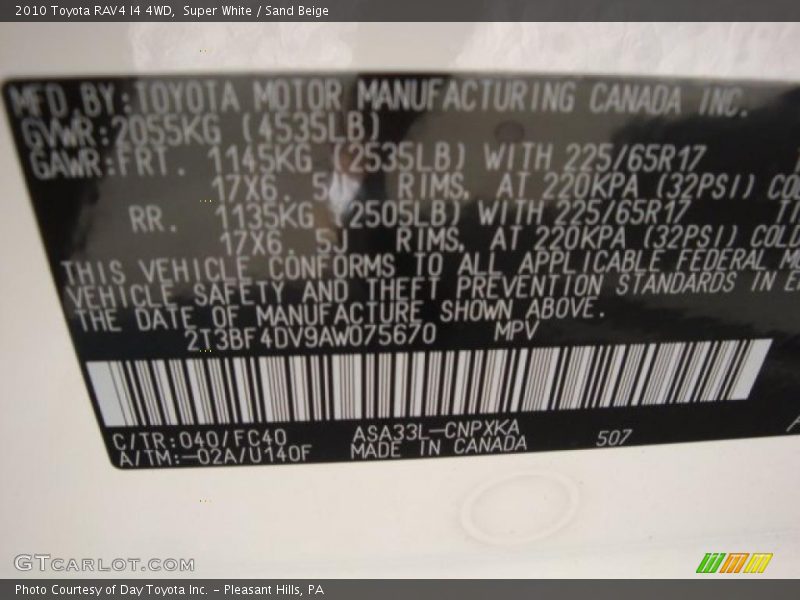 2010 Toyota RAV4 I4 4WD,  Super White / Sand Beige
MFD. BY: TOYOTA MOTOR MANUFACTURING CANADA INC.
GVWR: 2055KG (4535LB)
GAWR: FRT. 1145KG (2535LB) WITH 225/65R17
17X6. 5J RIMS, AT 220KPA (32PSI) COL
RR. 1135KG (2505LB) WITH 225/65R17 TI
17X6. 5J RIMS, AT 220KPA (32PSI) COLD
THIS VEHICLE CONFORMS TO ALL APPLICABLE FEDERAL MO
VEHICLE SAFETY AND THEFT PREVENTION STANDARDS IN E
THE DATE OF MANUFACTURE SHOWN ABOVE.
2T3BF4DV9AW075670 MPV
C/TR: 040/FC40 ASA33L-CNPXKA 507
A/TM: -02A/U140F MADE IN CANADA
GTCARLOT.COM
Photo Courtesy of Day Toyota Inc. - Pleasant Hills, PA